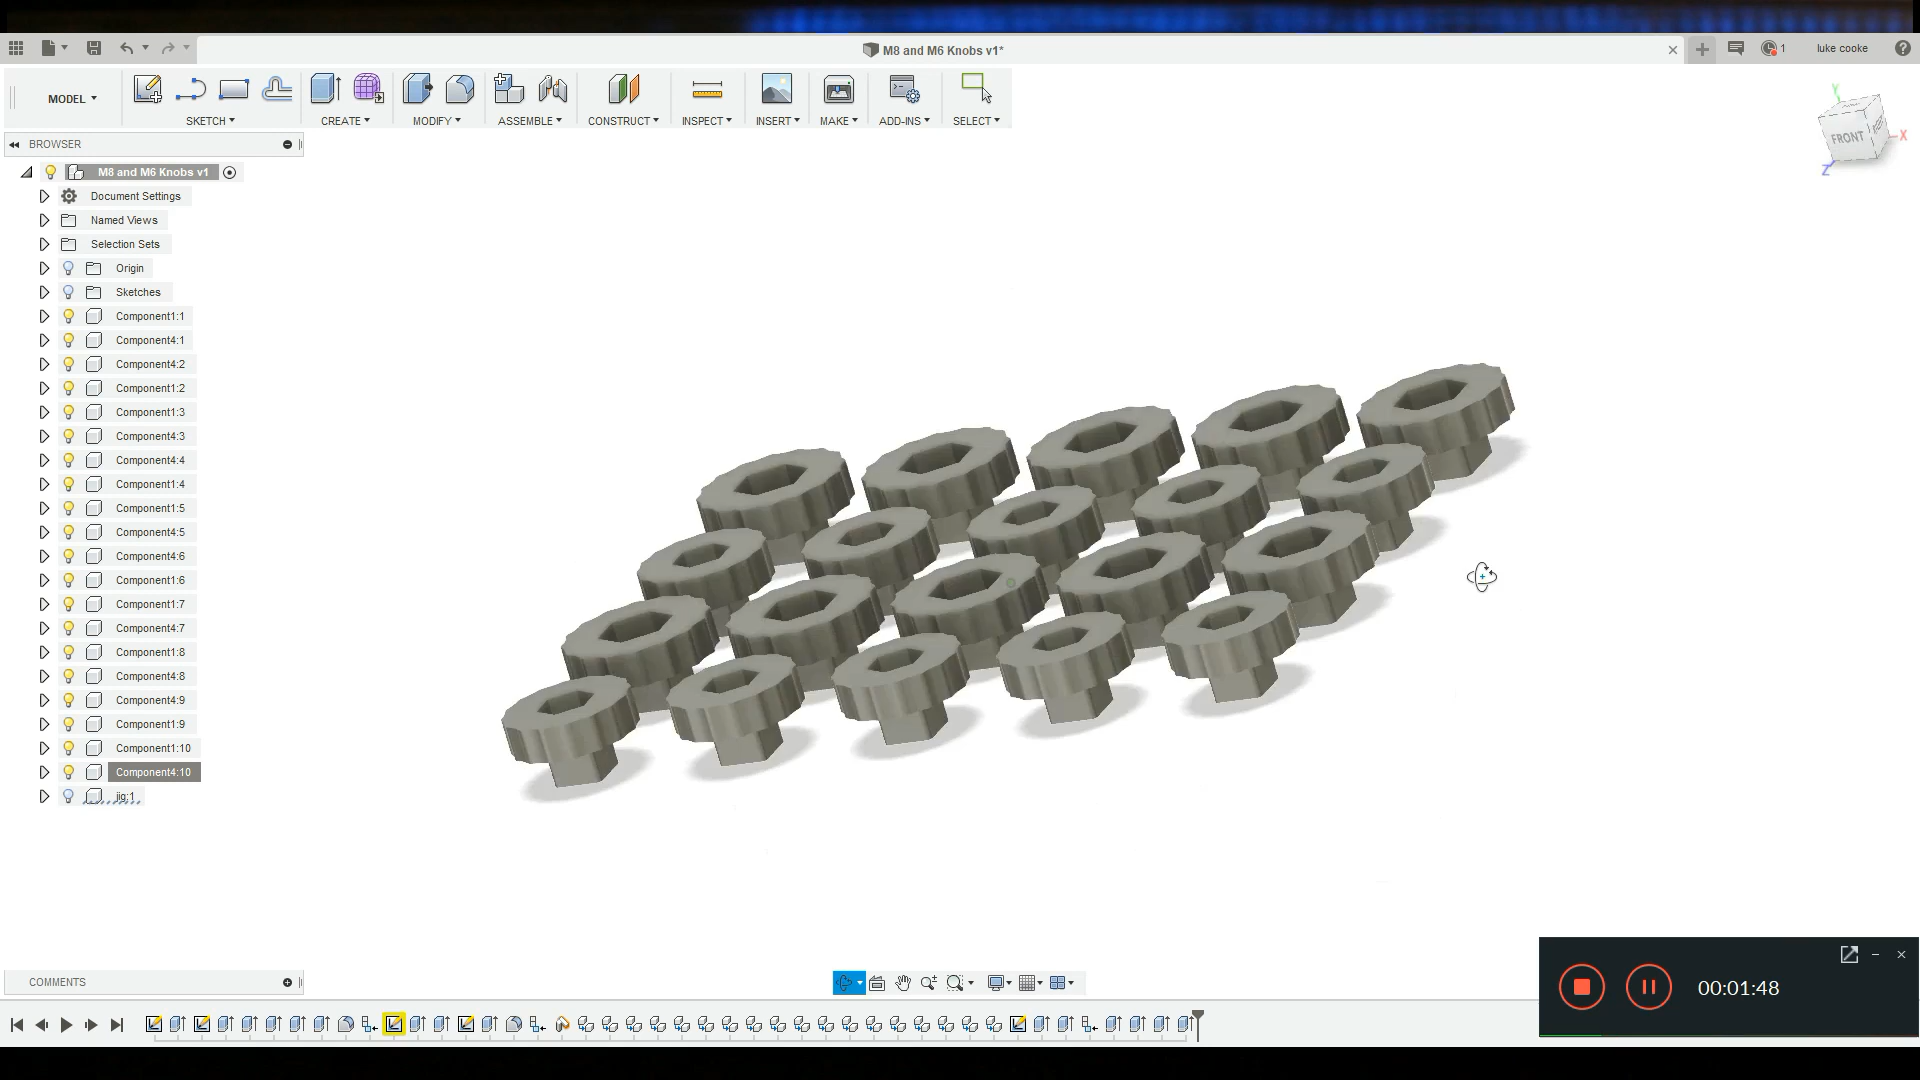 M8 and M6 Knobs v1*
1
luke cooke
MODEL
SKETCH
CREATE
MODIFY
ASSEMBLE
CONSTRUCT
INSPECT
INSERT
MAKE
ADD-INS
SELECT
Y
FRONT
X
Z
BROWSER
M8 and M6 Knobs v1
Document Settings
Named Views
Selection Sets
Origin
Sketches
Component1:1
Component4:1
Component4:2
Component1:2
Component1:3
Component4:3
Component4:4
Component1:4
Component1:5
Component4:5
Component4:6
Component1:6
Component1:7
Component4:7
Component1:8
Component4:8
Component4:9
Component1:9
Component1:10
Component4:10
jig:1
COMMENTS
00:01:48